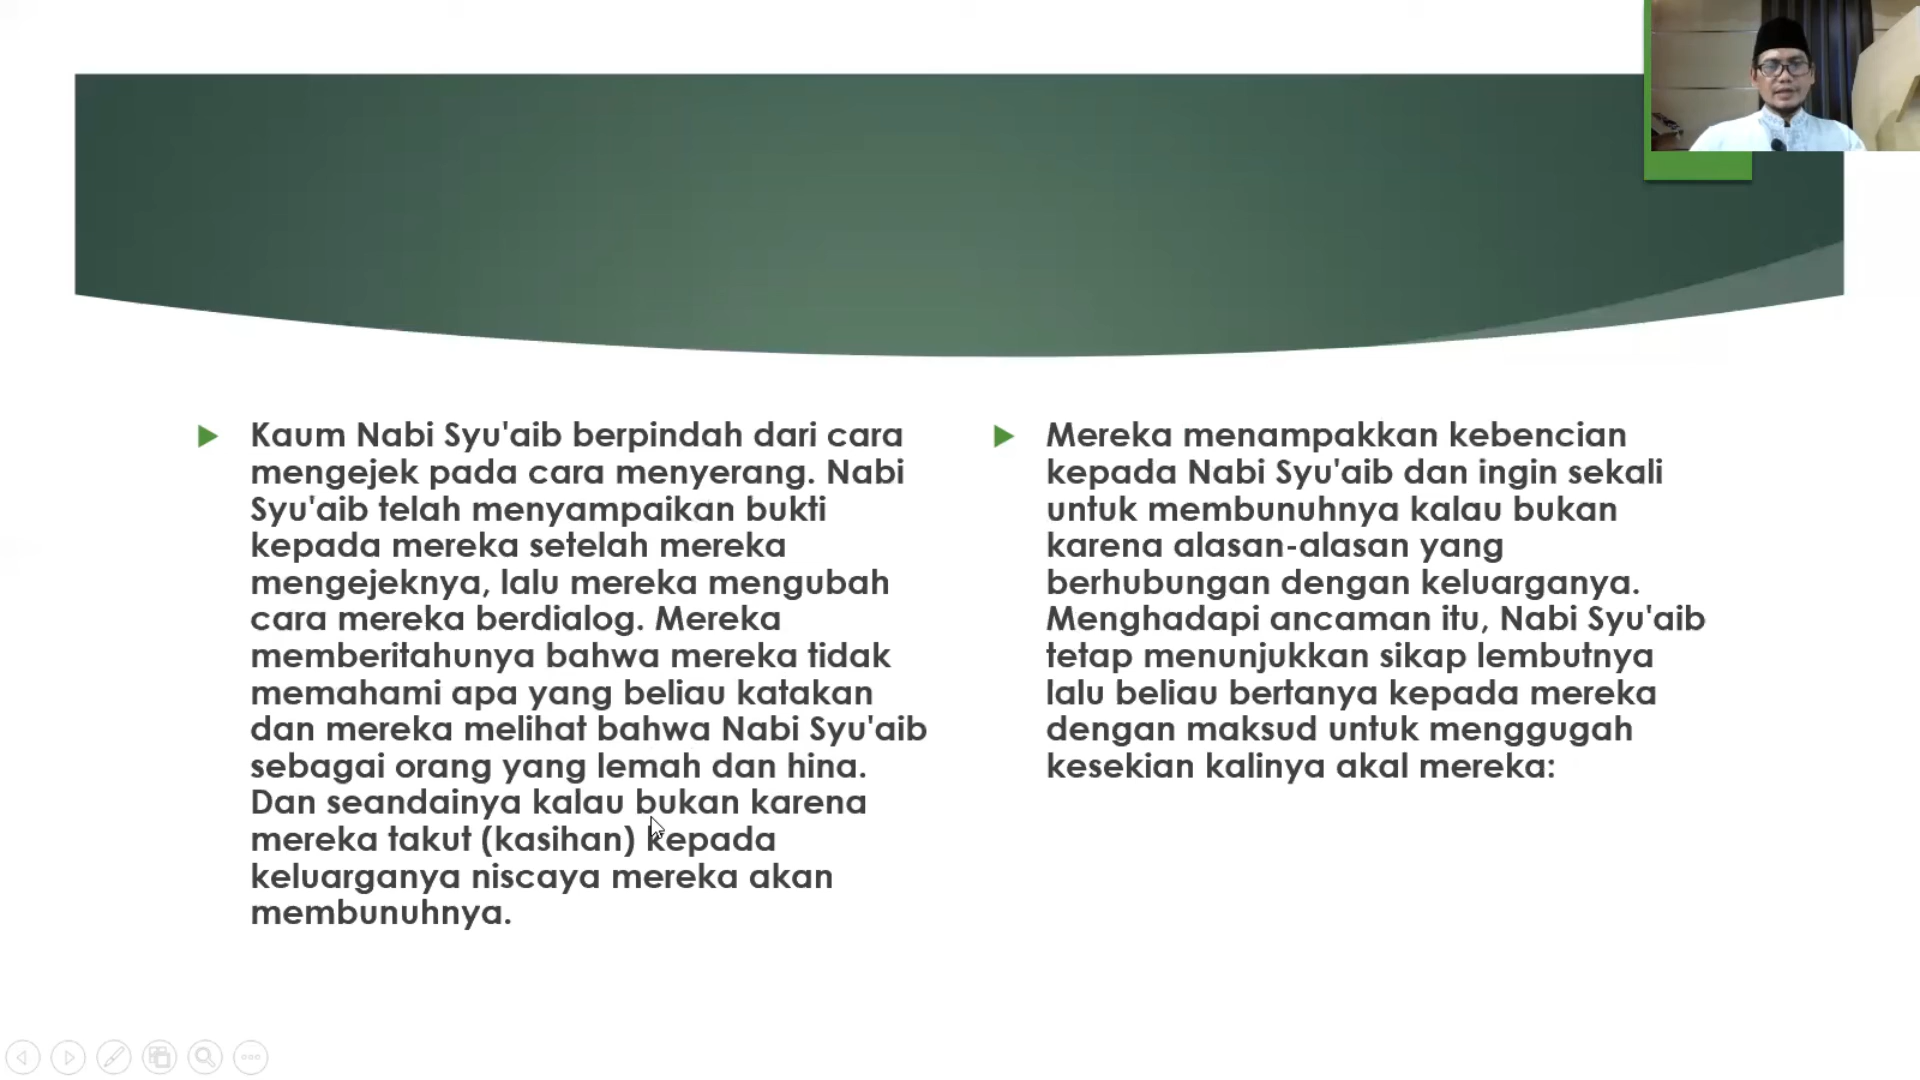 Kaum Nabi Syu'aib berpindah dari cara
mengejek pada cara menyerang. Nabi
Syu'aib telah menyampaikan bukti
kepada mereka setelah mereka
mengejeknya, lalu mereka mengubah
cara mereka berdialog. Mereka
memberitahunya bahwa mereka tidak
memahami apa yang beliau katakan
dan mereka melihat bahwa Nabi Syu'aib
sebagai orang yang lemah dan hina.
Dan seandainya kalau bukan karena
mereka takut (kasihan) kepada
keluarganya niscaya mereka akan
membunuhnya.
Mereka menampakkan kebencian
kepada Nabi Syu'aib dan ingin sekali
untuk membunuhnya kalau bukan
karena alasan-alasan yang
berhubungan dengan keluarganya.
Menghadapi ancaman itu, Nabi Syu'aib
tetap menunjukkan sikap lembutnya
lalu beliau bertanya kepada mereka
dengan maksud untuk menggugah
kesekian kalinya akal mereka: